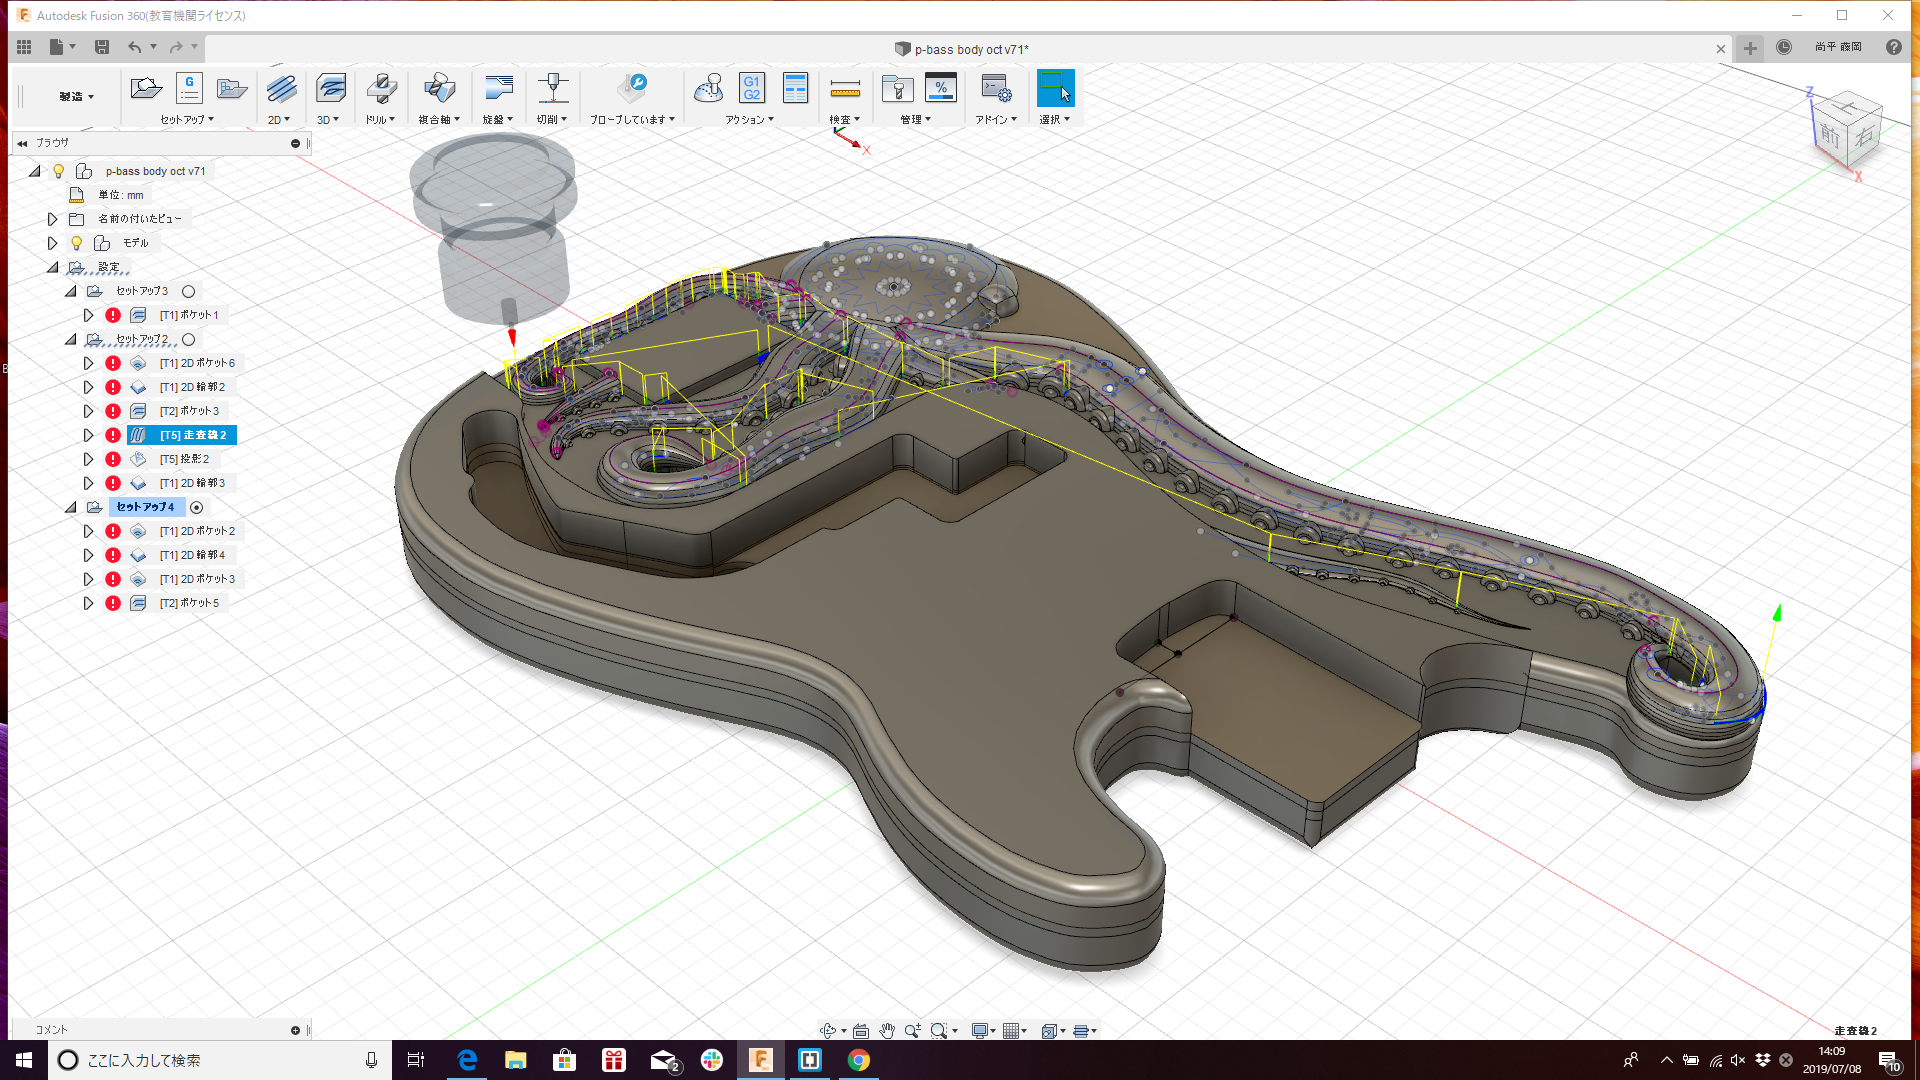 Autodesk Fusion 360(教育機関ライセンス)
p-bass body oct v71*
尚平 藤岡
製造
G
G1
G2
%
セットアップ
2D
3D
ドリル
複合軸
旋盤
切削
プローブしています
アクション
検査
管理
アドイン
選択
ブラウザ
Z
X
上
前
右
X
p-bass body oct v71
単位: mm
名前の付いたビュー
モデル
設定
セットアップ3
[T1] ポケット1
セットアップ2
[T1] 2D ポケット6
[T1] 2D 輪郭2
[T2] ポケット3
[T5] 走査線2
[T5] 投影2
[T1] 2D 輪郭3
セットアップ4
[T1] 2D ポケット2
[T1] 2D 輪郭4
[T1] 2D ポケット3
[T2] ポケット5
コメント
走査線2
ここに入力して検索
2
14:09
2019/07/08
10